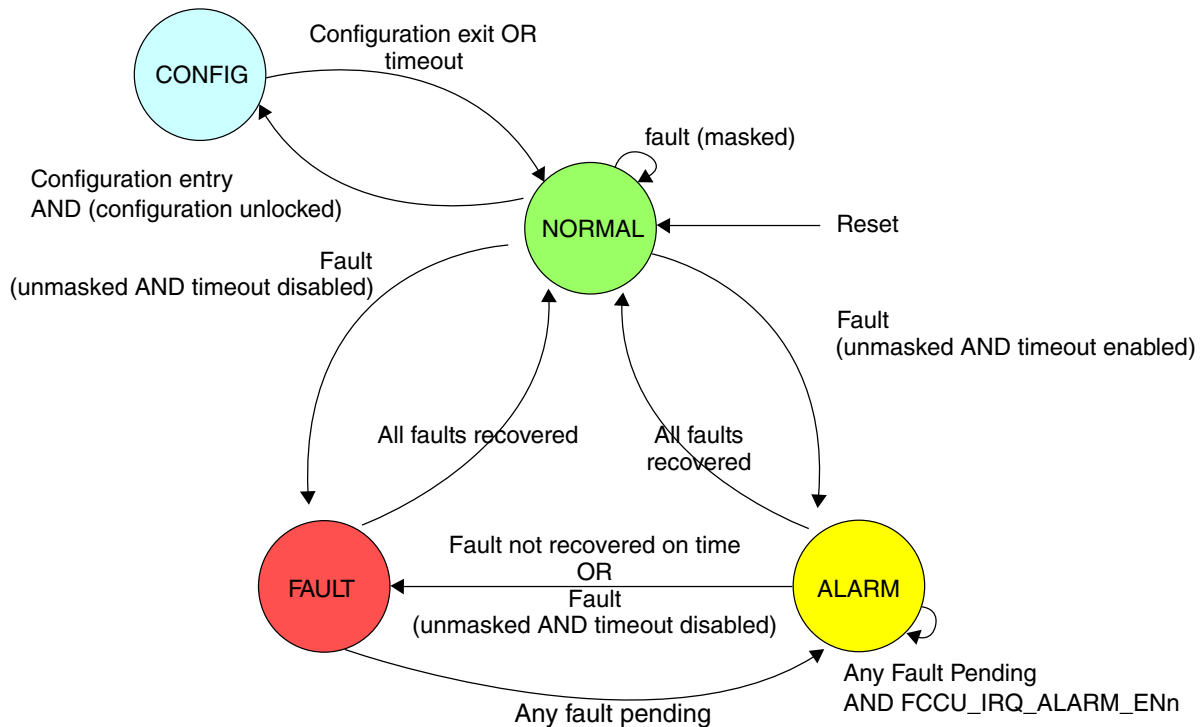 Configuration exit OR
timeout
CONFIG
fault (masked)
Configuration entry
AND (configuration unlocked)
NORMAL
Reset
Fault
(unmasked AND timeout disabled)
Fault
(unmasked AND timeout enabled)
All faults recovered
All faults
recovered
Fault not recovered on time
OR
Fault
(unmasked AND timeout disabled)
FAULT
ALARM
Any Fault Pending
AND FCCU_IRQ_ALARM_ENn
Any fault pending